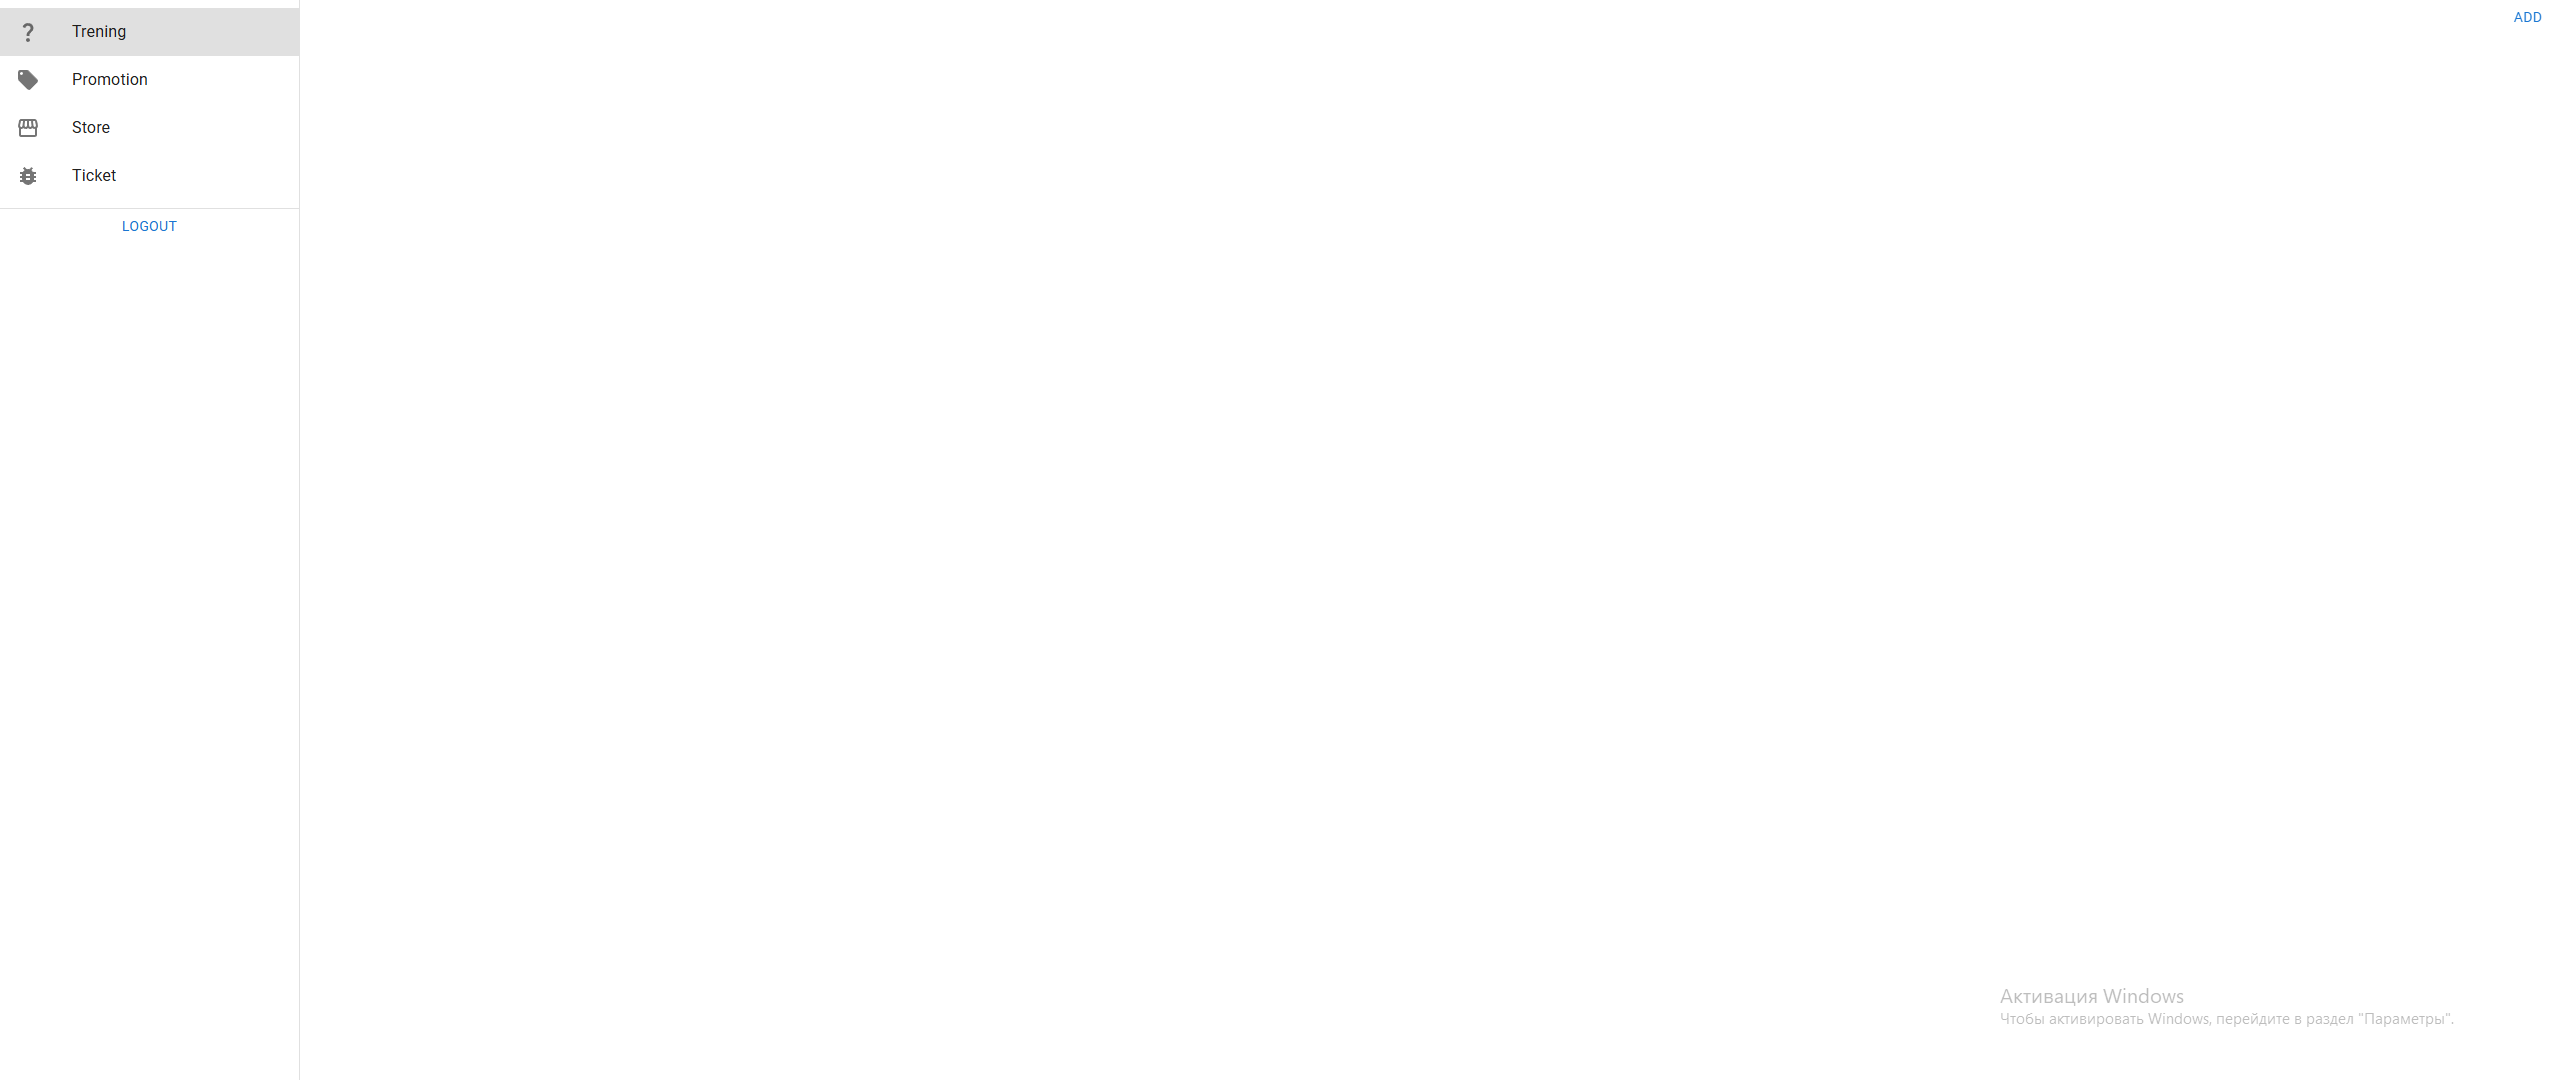 Trening
ADD
Promotion
Store
Ticket
LOGOUT
Активация Windows
Чтобы активировать Windows, перейдите в раздел "Параметры".